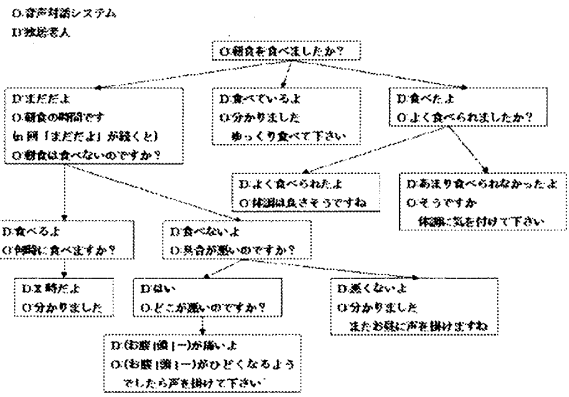 O:音声対話システム
D:独居老人
O:朝食を食べましたか?
D:まだだよ
O:朝食の時間です
(n 回「まだだよ」が続くと)
O:朝食は食べないのですか?
D:食べているよ
O:分かりました
ゆっくり食べて下さい
D:食べたよ
O:よく食べられましたか?
D:よく食べられたよ
O:体調は良さそうですね
D:あまり食べられなかったよ
O:そうですか
体調に気を付けて下さい
D:食べるよ
O:何時に食べますか?
D:食べないよ
O:具合が悪いのですか?
D:X 時だよ
O:分かりました
D:はい
O:どこが悪いのですか?
D:悪くないよ
O:分かりました
またお昼に声を掛けますね
D:(お腹|頭|ー)が痛いよ
O:(お腹|頭|ー)がひどくなるよう
でしたら声を掛けて下さい